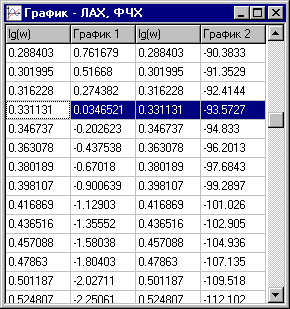 График - ЛАХ, ФЧХ
lg(w) График 1 lg(w) График 2
0.288403 0.761679 0.288403 -90.3833
0.301995 0.51668 0.301995 -91.3529
0.316228 0.274382 0.316228 -92.4144
0.331131 0.0346521 0.331131 -93.5727
0.346737 -0.202623 0.346737 -94.833
0.363078 -0.437538 0.363078 -96.2013
0.380189 -0.67018 0.380189 -97.6843
0.398107 -0.900639 0.398107 -99.2897
0.416869 -1.12903 0.416869 -101.026
0.436516 -1.35552 0.436516 -102.905
0.457088 -1.58038 0.457088 -104.936
0.47863 -1.80403 0.47863 -107.135
0.501187 -2.02711 0.501187 -109.518
0.524807 -2.25061 0.524807 -112.102